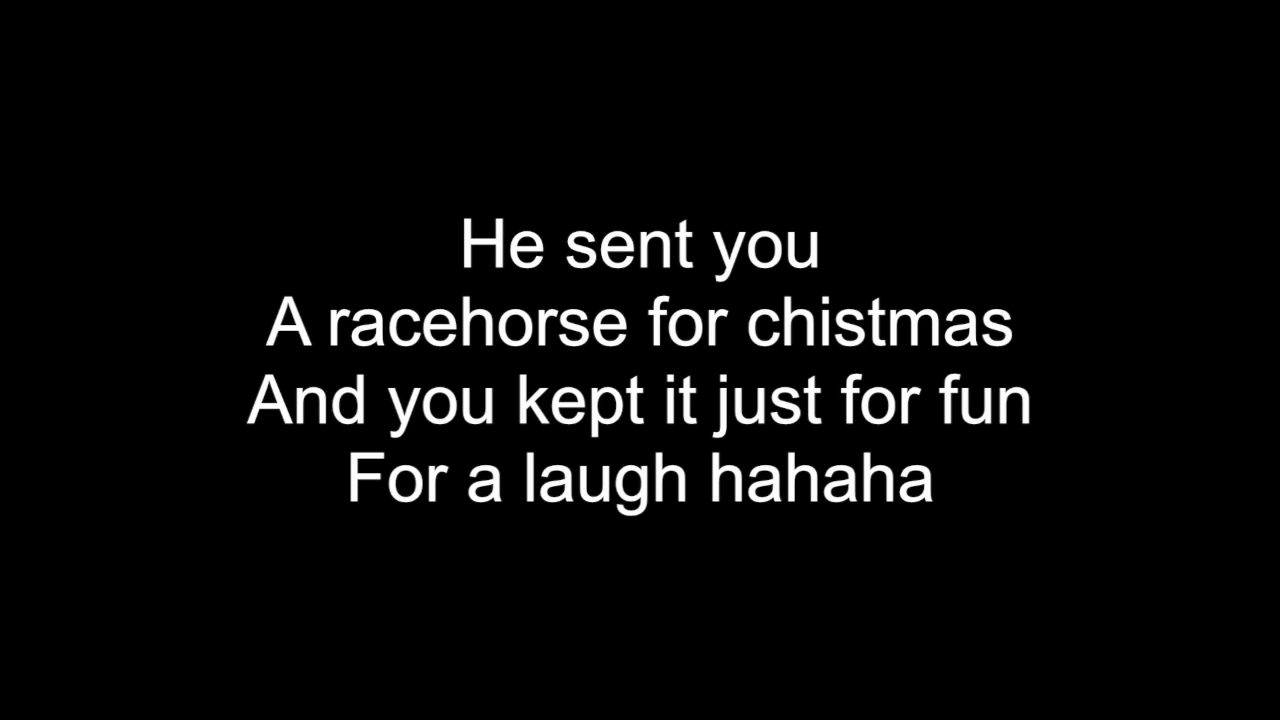 He sent you
A racehorse for chistmas
And you kept it just for fun
For a laugh hahaha